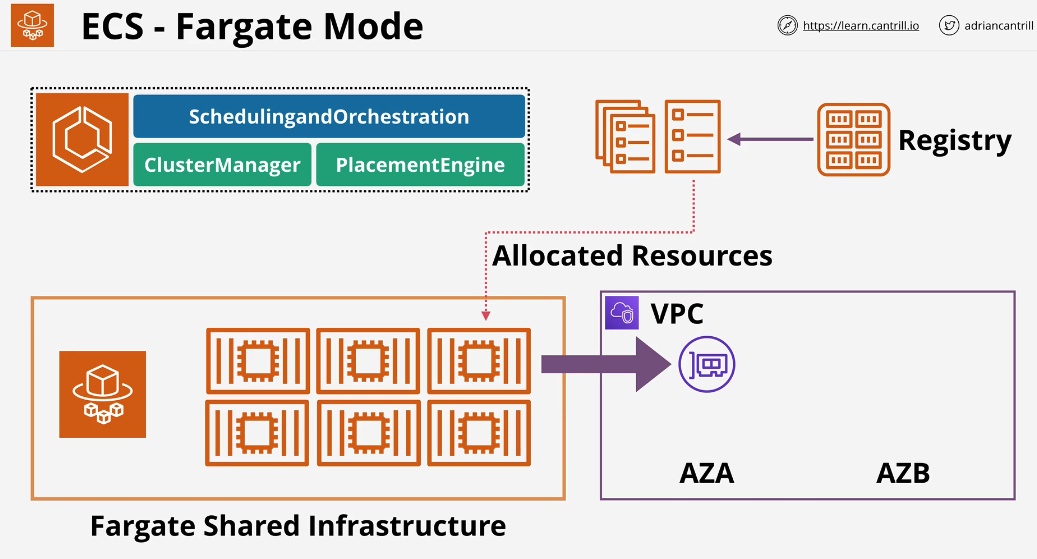 ECS - Fargate Mode
https://learn.cantrill.io
adriancantrill
SchedulingandOrchestration
ClusterManager
PlacementEngine
Registry
Allocated Resources
VPC
AZA
AZB
Fargate Shared Infrastructure